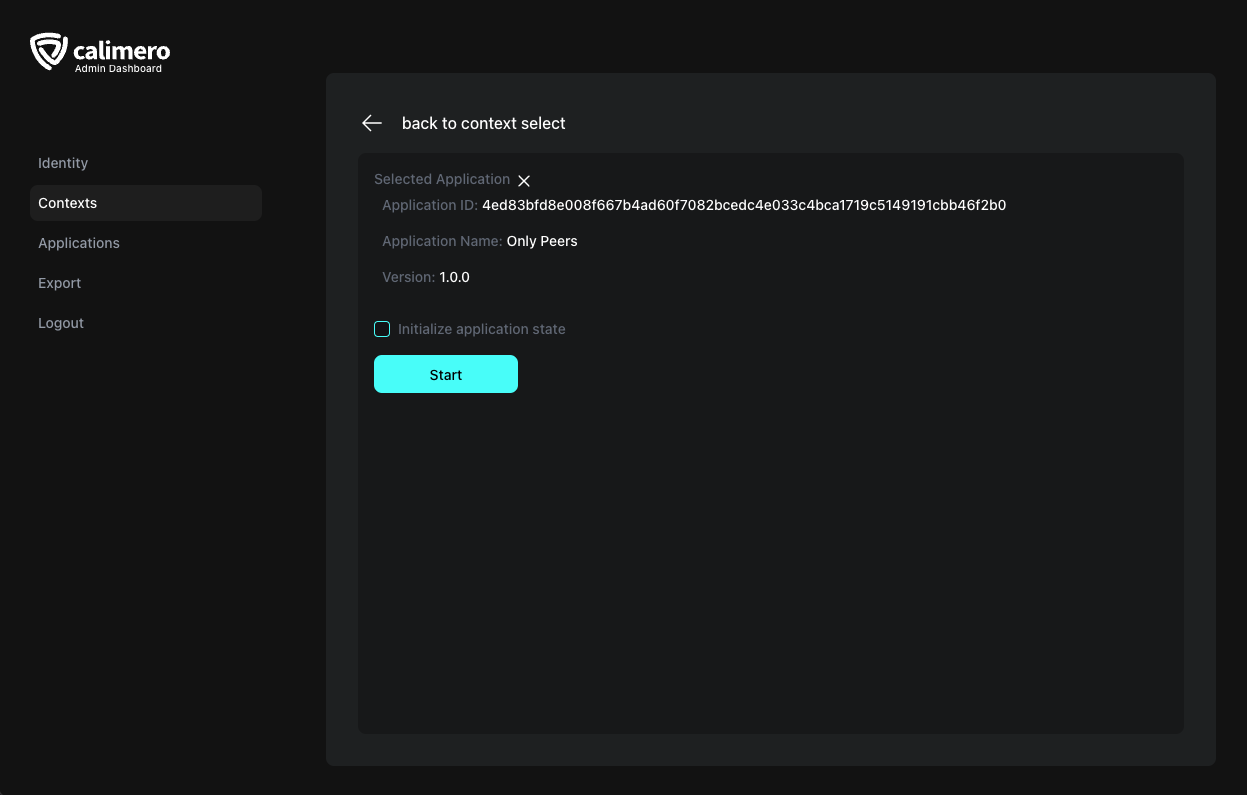 calimero
Admin Dashboard
Identity
Contexts
Applications
Export
Logout
back to context select
Selected Application
Application ID: 4ed83bfd8e008f667b4ad60f7082bcedc4e033c4bca1719c5149191cbb46f2b0
Application Name: Only Peers
Version: 1.0.0
Initialize application state
Start